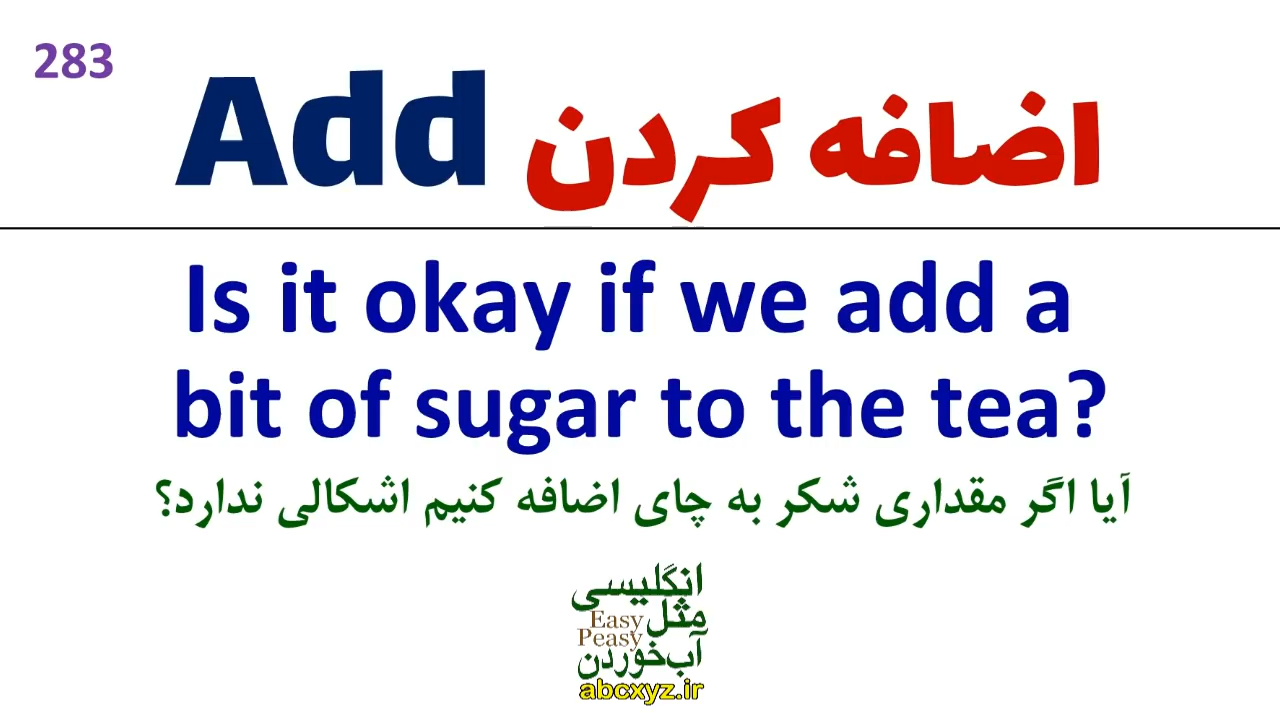 283
Add اضافه کردن
Is it okay if we add a
bit of sugar to the tea?
آیا اگر مقداری شکر به چای اضافه کنیم اشکالی ندارد؟
انگلیسی
مثل Easy
Peasy
آب‌خوردن
abcxyz.ir